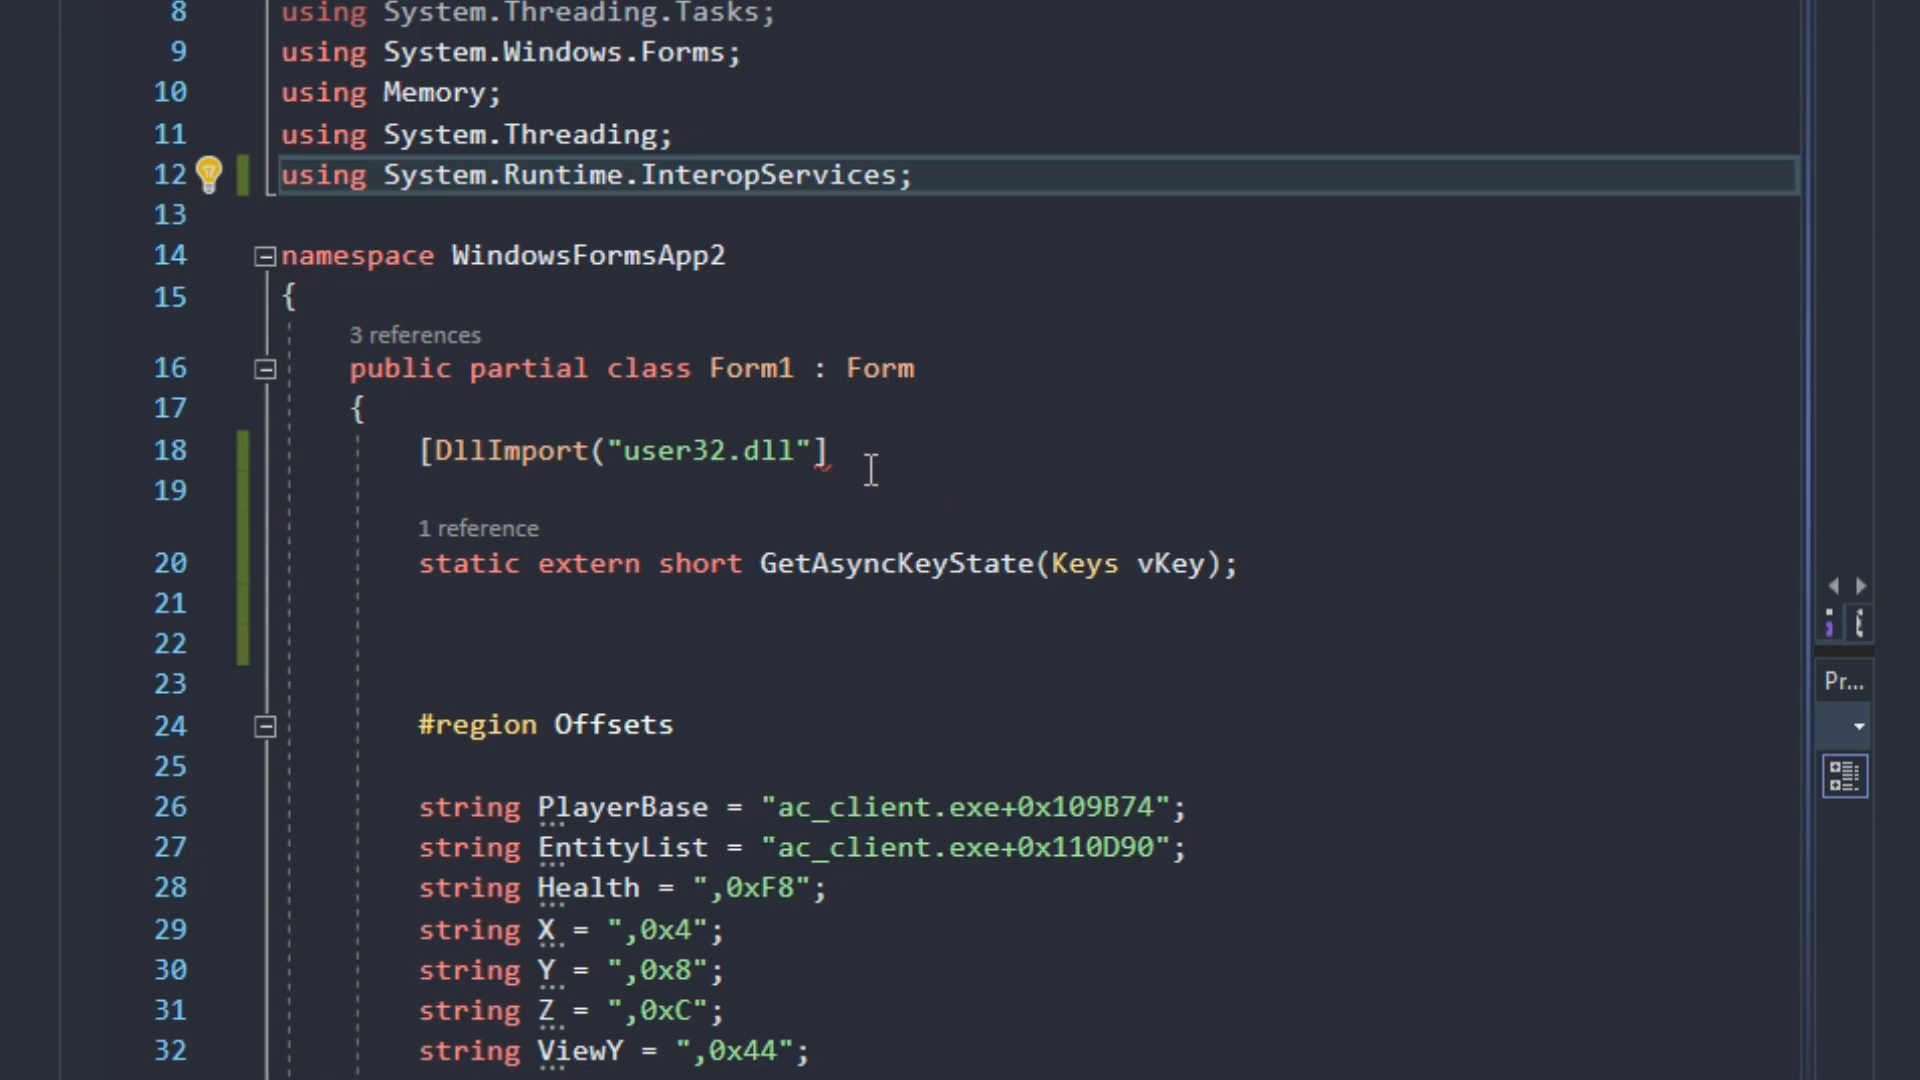 8 using System.Threading.Tasks;
9 using System.Windows.Forms;
10 using Memory;
11 using System.Threading;
12 using System.Runtime.InteropServices;
13
14 namespace WindowsFormsApp2
15 {
3 references
16 public partial class Form1 : Form
17 {
18 [DllImport("user32.dll"]
19
1 reference
20 static extern short GetAsyncKeyState(Keys vKey);
21
22
23
24 #region Offsets
25
26 string PlayerBase = "ac_client.exe+0x109B74";
27 string EntityList = "ac_client.exe+0x110D90";
28 string Health = ",0xF8";
29 string X = ",0x4";
30 string Y = ",0x8";
31 string Z = ",0xC";
32 string ViewY = ",0x44";
Pr...